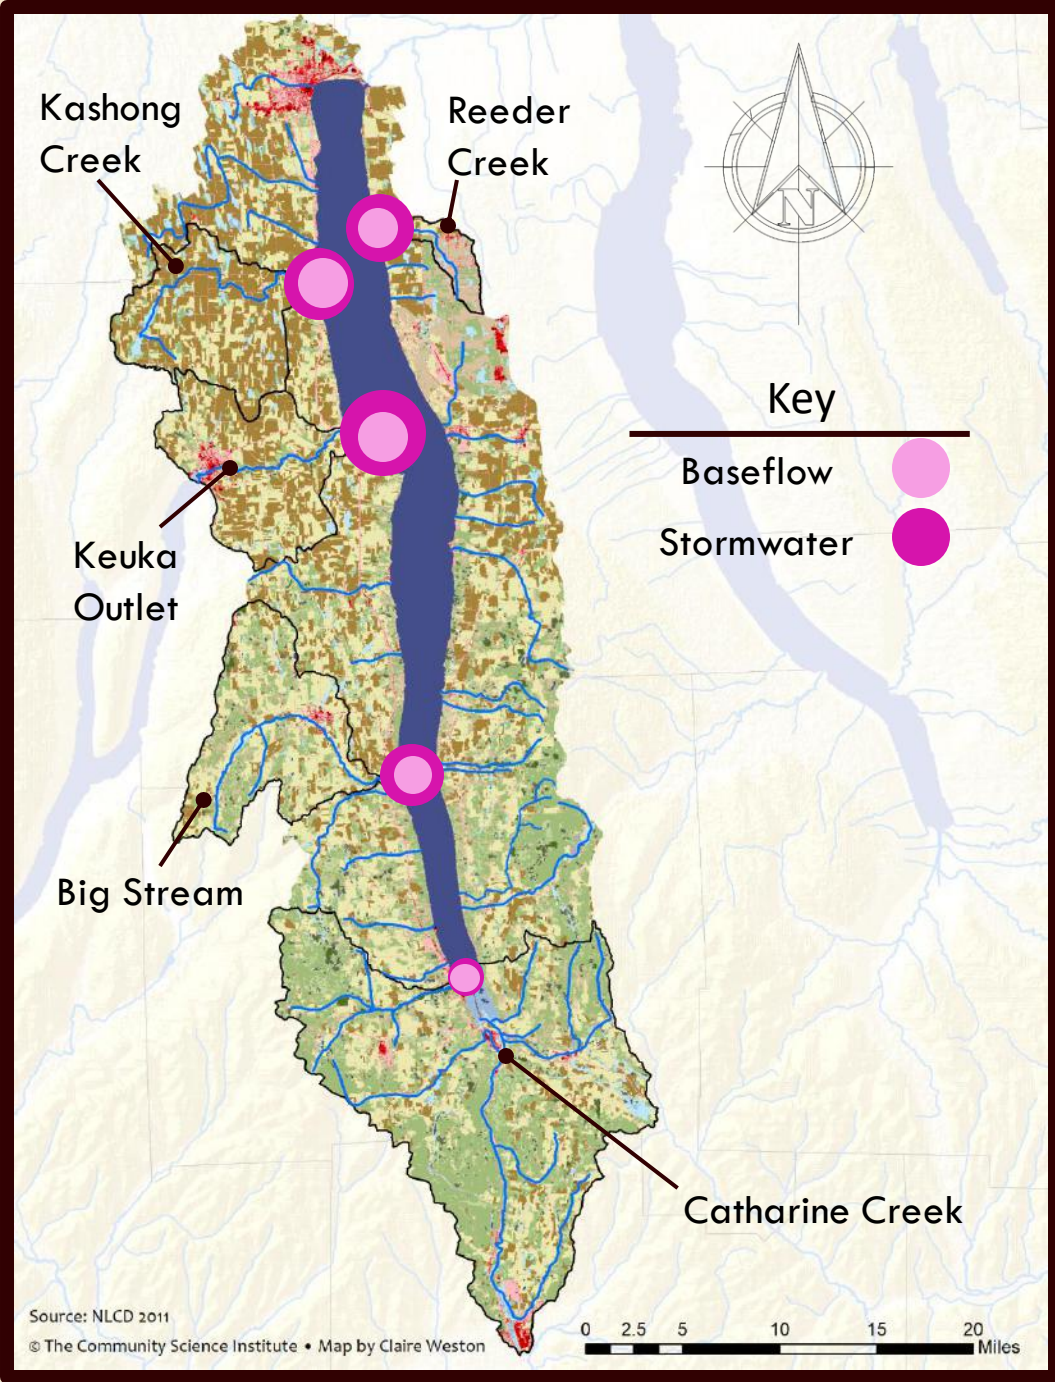 Kashong
Creek
Reeder
Creek
N
Key
Baseflow
Stormwater
Keuka
Outlet
Big Stream
Catharine Creek
Source: NLCD 2011
© The Community Science Institute • Map by Claire Weston
0 2.5 5 10 15 20
Miles